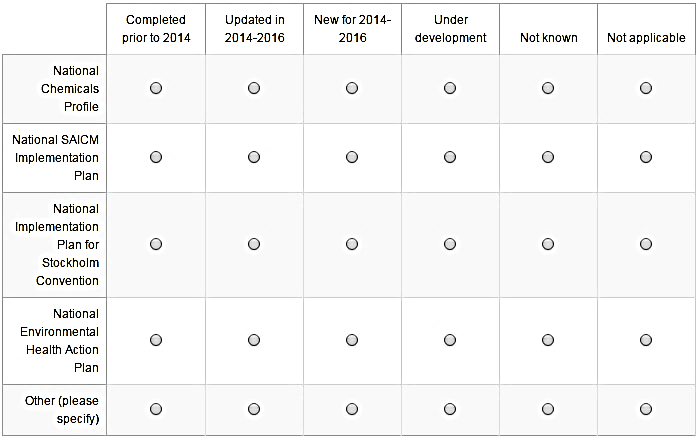 Completed
prior to 2014
Updated in
2014-2016
New for 2014-
2016
Under
development
Not known
Not applicable
National
Chemicals
Profile
National SAICM
Implementation
Plan
National
Implementation
Plan for
Stockholm
Convention
National
Environmental
Health Action
Plan
Other (please
specify)